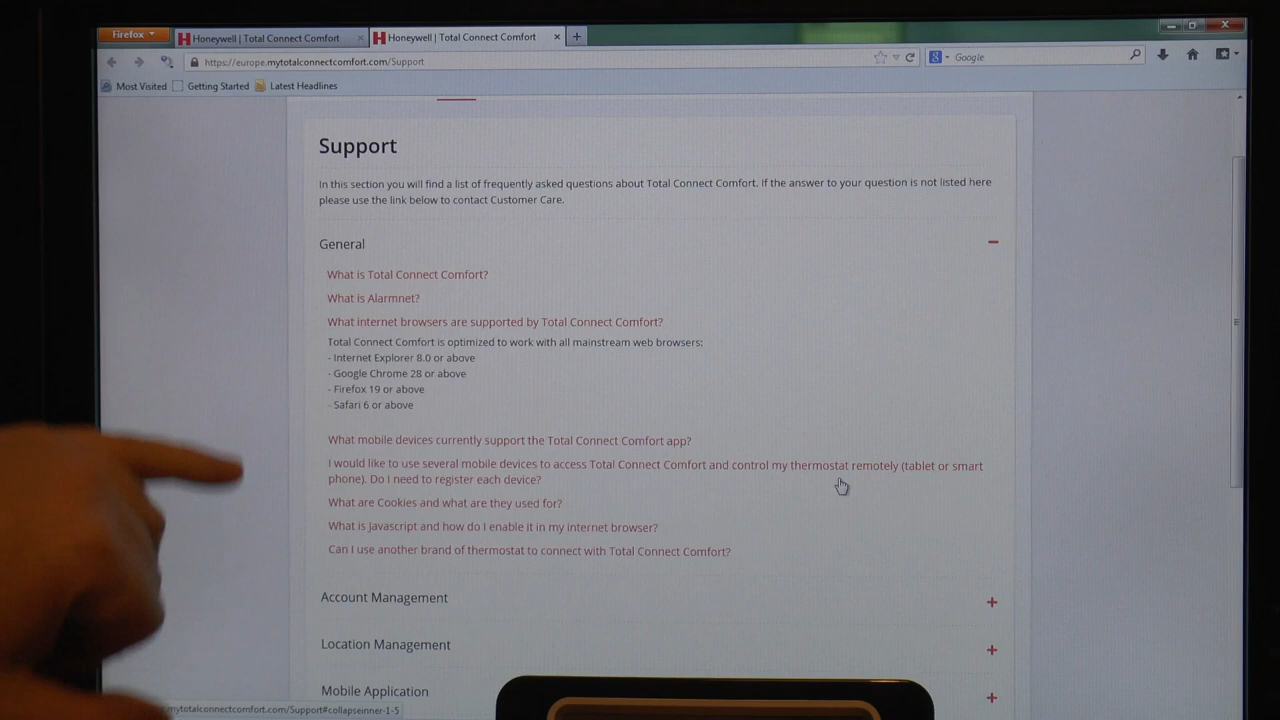 Firefox
Honeywell | Total Connect Comfort
Honeywell | Total Connect Comfort
https://europe.mytotalconnectcomfort.com/Support
Google
Most Visited
Getting Started
Latest Headlines
Support
In this section you will find a list of frequently asked questions about Total Connect Comfort. If the answer to your question is not listed here
please use the link below to contact Customer Care.
General
What is Total Connect Comfort?
What is Alarmnet?
What internet browsers are supported by Total Connect Comfort?
Total Connect Comfort is optimized to work with all mainstream web browsers:
- Internet Explorer 8.0 or above
- Google Chrome 28 or above
- Firefox 19 or above
- Safari 6 or above
What mobile devices currently support the Total Connect Comfort app?
I would like to use several mobile devices to access Total Connect Comfort and control my thermostat remotely (tablet or smart
phone). Do I need to register each device?
What are Cookies and what are they used for?
What is Javascript and how do I enable it in my internet browser?
Can I use another brand of thermostat to connect with Total Connect Comfort?
Account Management
Location Management
Mobile Application
.mytotalconnectcomfort.com/Support#collapseinner-1-5